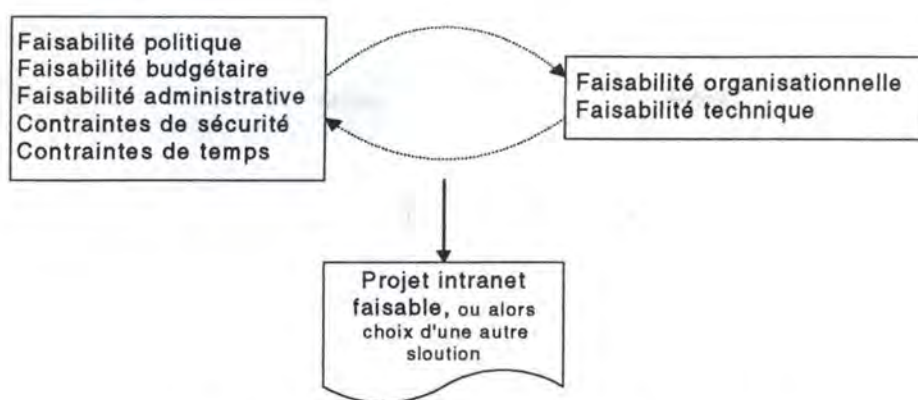 Faisabilité politique
Faisabilité budgétaire
Faisabilité administrative
Contraintes de sécurité
Contraintes de temps
Faisabilité organisationnelle
Faisabilité technique
Projet intranet
faisable, ou alors
choix d'une autre
sloution